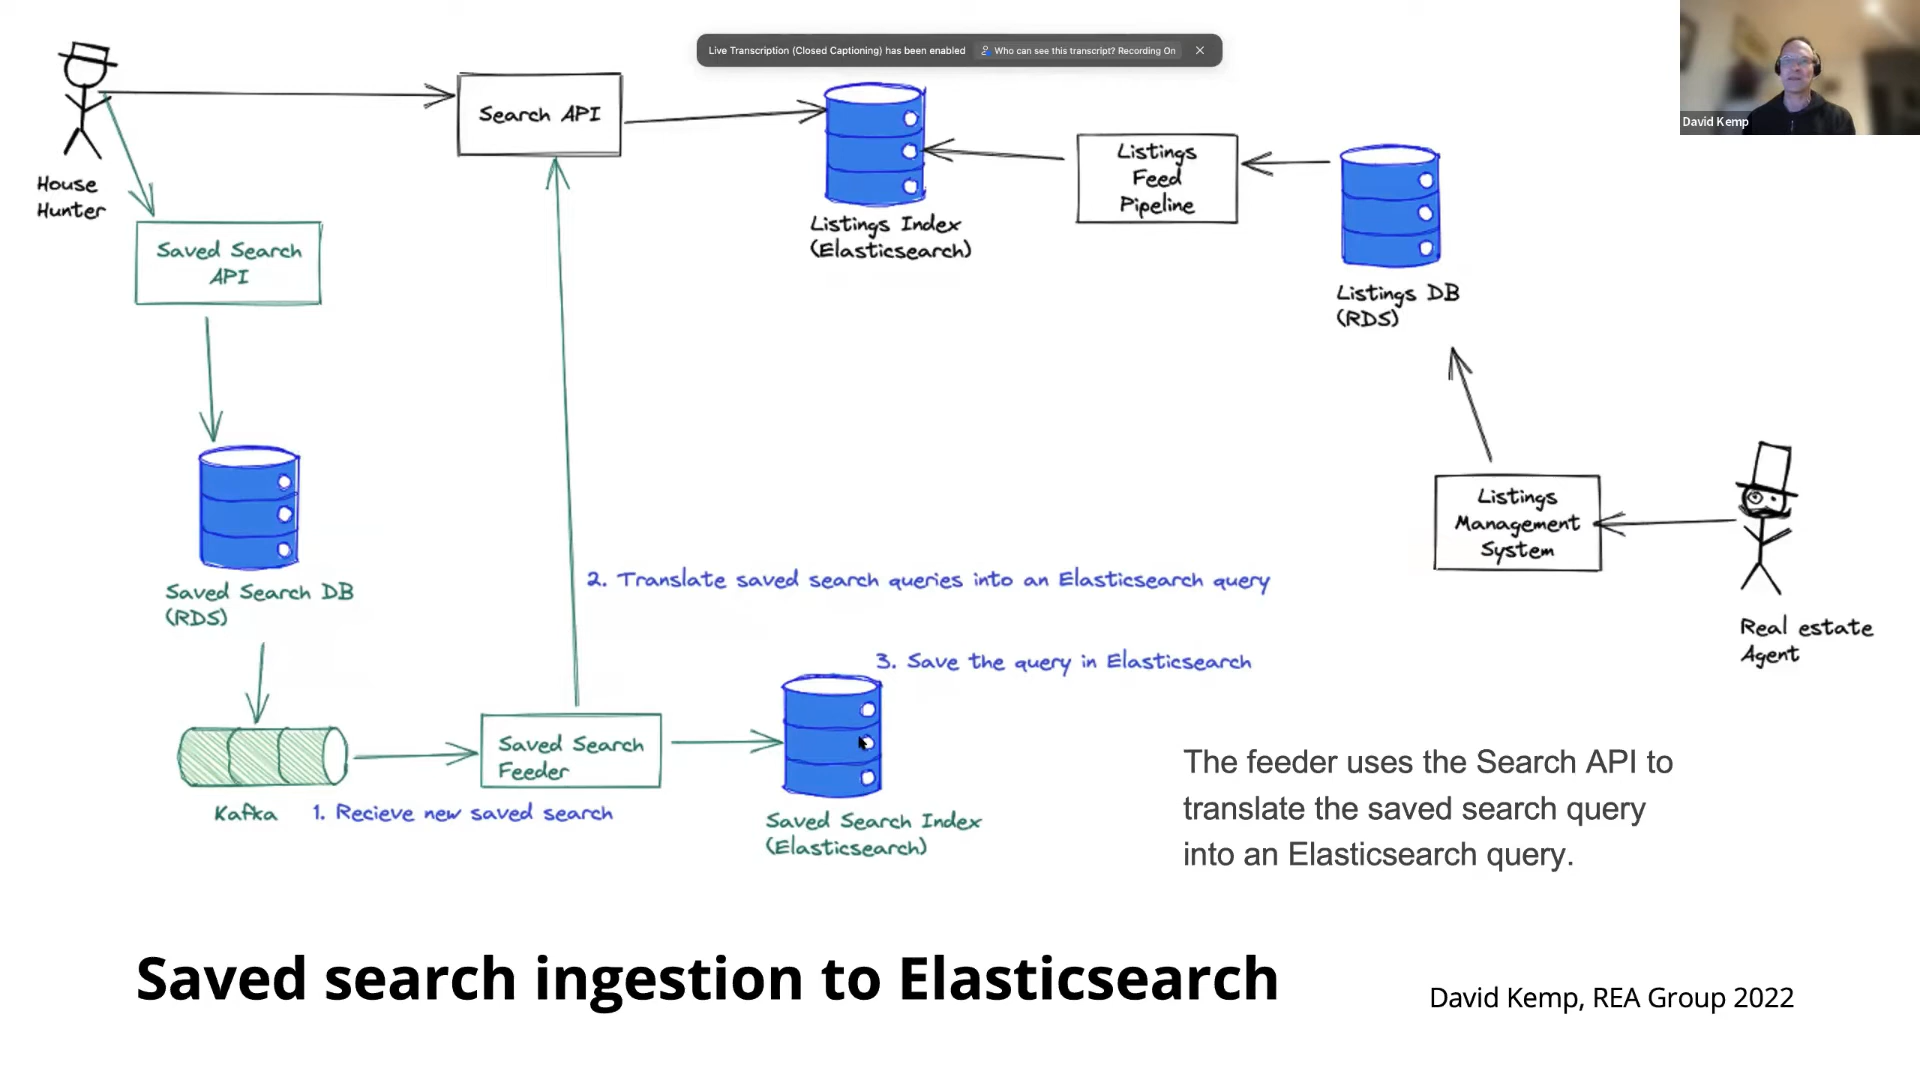 Live Transcription (Closed Captioning) has been enabled
Who can see this transcript? Recording On
David Kemp
House
Hunter
Search API
Listings Index
(Elasticsearch)
Listings
Feed
Pipeline
Listings DB
(RDS)
Saved Search
API
Saved Search DB
(RDS)
Listings
Management
System
Real estate
Agent
2. Translate saved search queries into an Elasticsearch query
3. Save the query in Elasticsearch
Kafka
1. Recieve new saved search
Saved Search
Feeder
Saved Search Index
(Elasticsearch)
The feeder uses the Search API to
translate the saved search query
into an Elasticsearch query.
Saved search ingestion to Elasticsearch
David Kemp, REA Group 2022